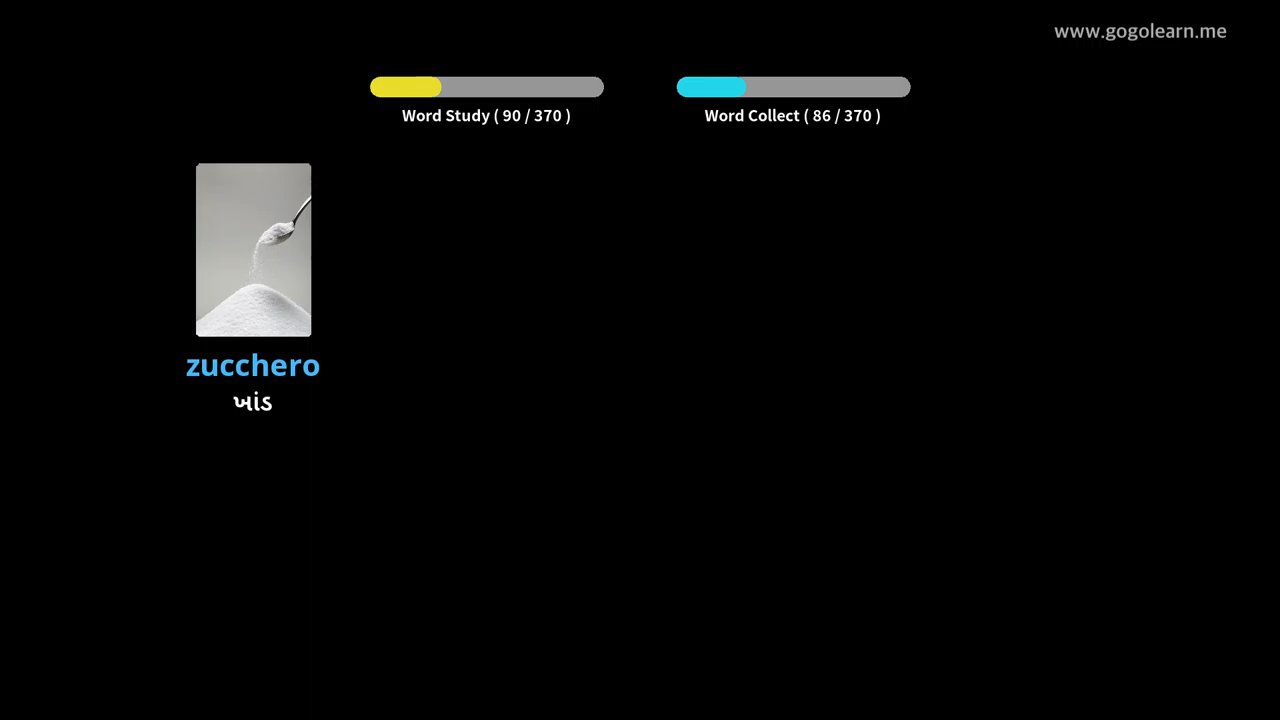 www.gogolearn.me
Word Study ( 90 / 370 )
Word Collect ( 86 / 370 )
zucchero
ખાંડ